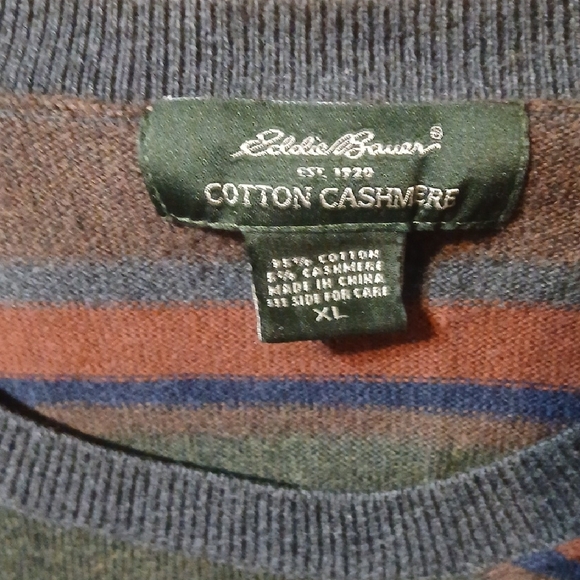 Eddie Bauer®
EST. 1920
COTTON CASHMERE
95% COTTON
5% CASHMERE
MADE IN CHINA
SEE SIDE FOR CARE
XL